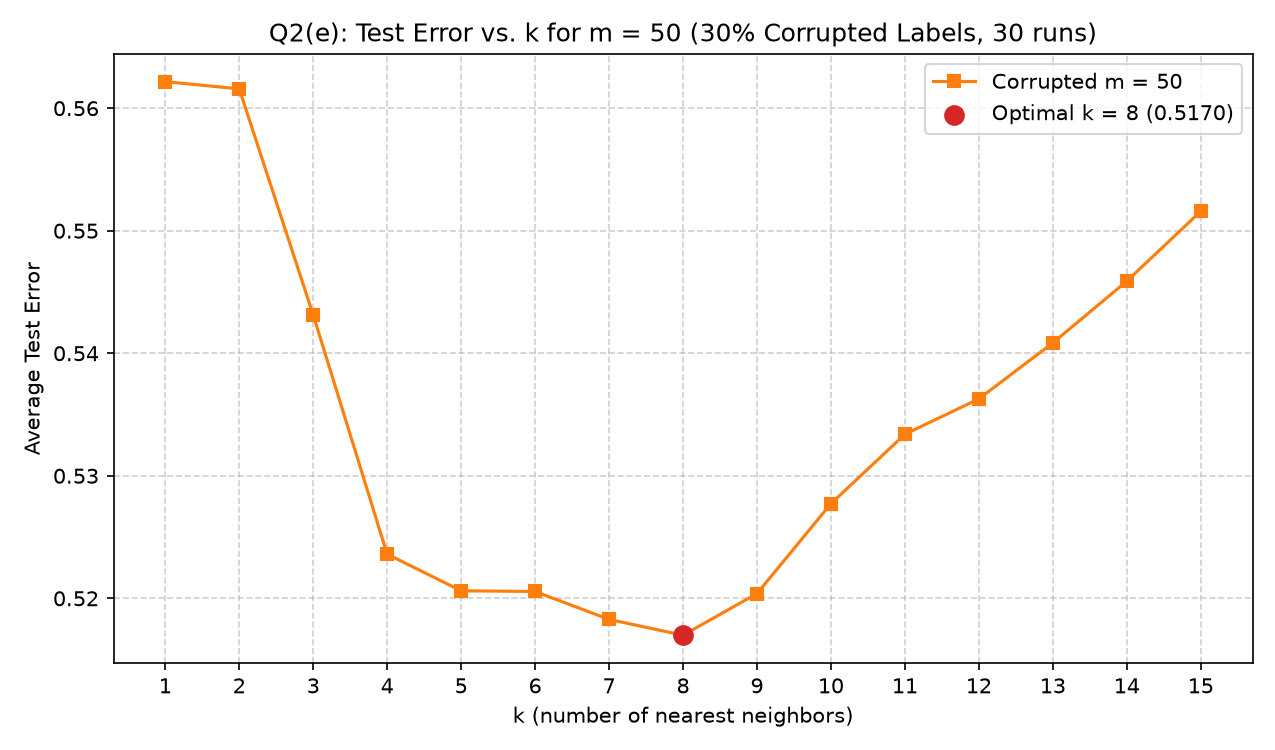 Q2(e): Test Error vs. k for m = 50 (30% Corrupted Labels, 30 runs)
Corrupted m = 50
Optimal k = 8 (0.5170)
Average Test Error
0.56
0.55
0.54
0.53
0.52
1 2 3 4 5 6 7 8 9 10 11 12 13 14 15
k (number of nearest neighbors)